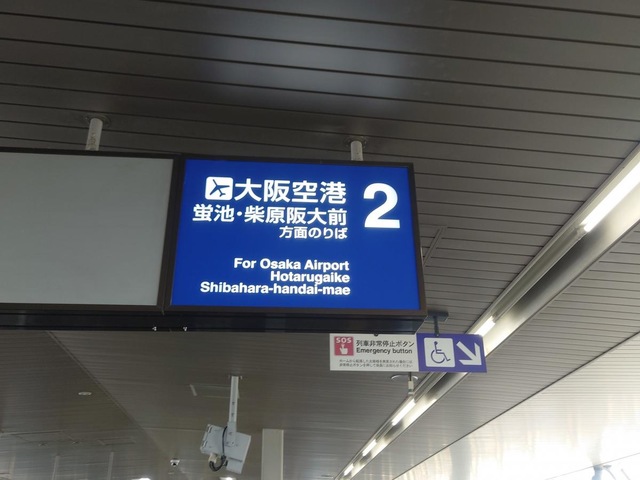 大阪空港
2
蛍池・柴原阪大前
方面のりば
For Osaka Airport
Hotarugaike
Shibahara-handai-mae
SOS
列車非常停止ボタン
Emergency button